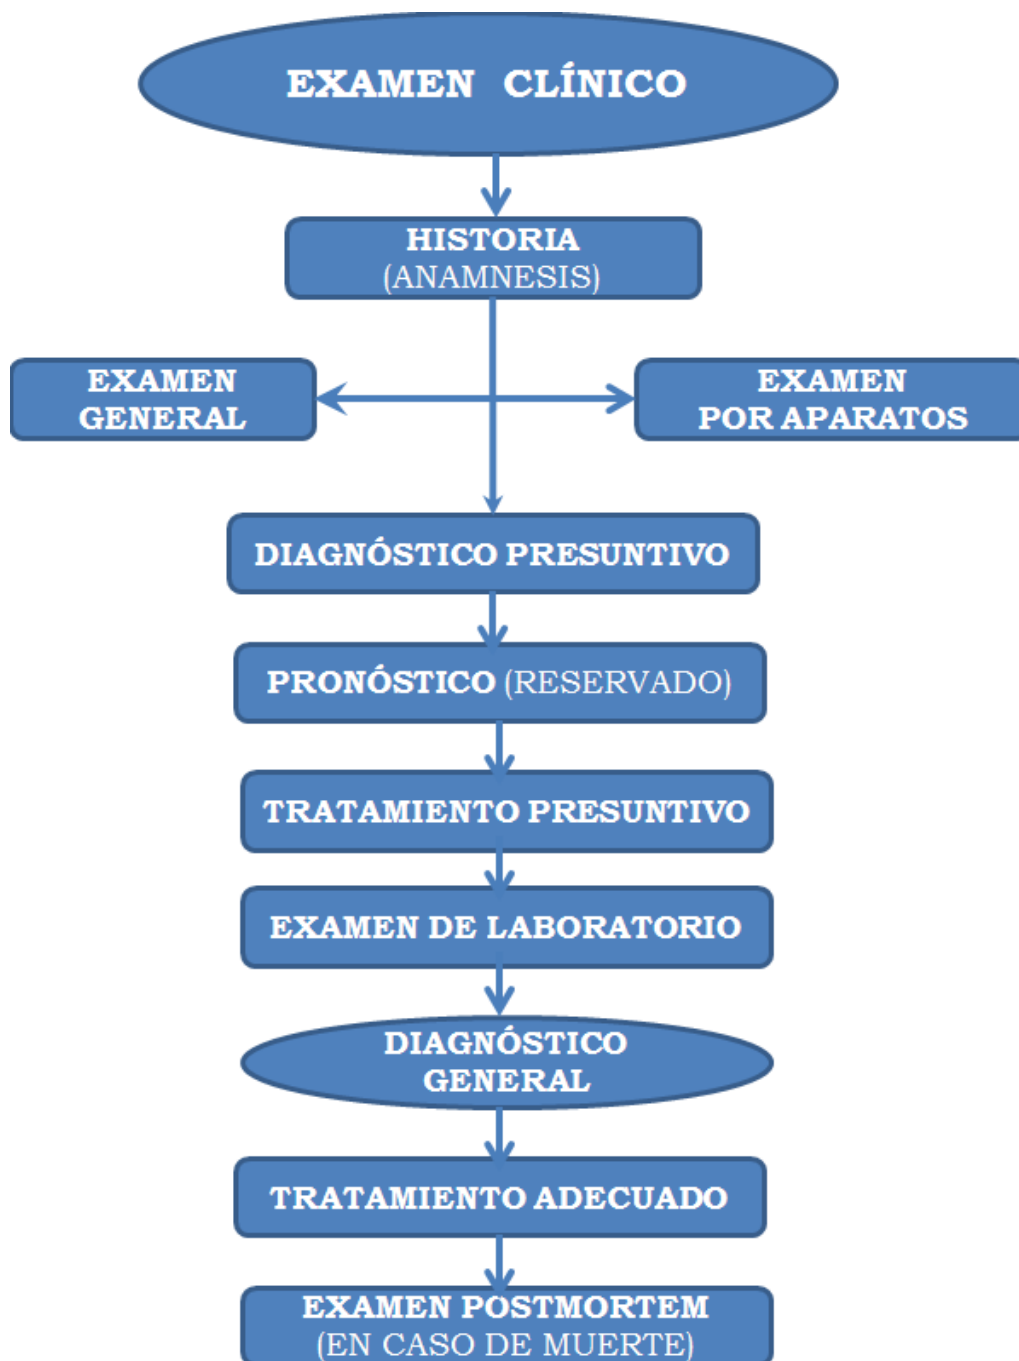 EXAMEN CLÍNICO
HISTORIA
(ANAMNESIS)
EXAMEN
GENERAL
EXAMEN
POR APARATOS
DIAGNÓSTICO PRESUNTIVO
PRONÓSTICO (RESERVADO)
TRATAMIENTO PRESUNTIVO
EXAMEN DE LABORATORIO
DIAGNÓSTICO
GENERAL
TRATAMIENTO ADECUADO
EXAMEN POSTMORTEM
(EN CASO DE MUERTE)